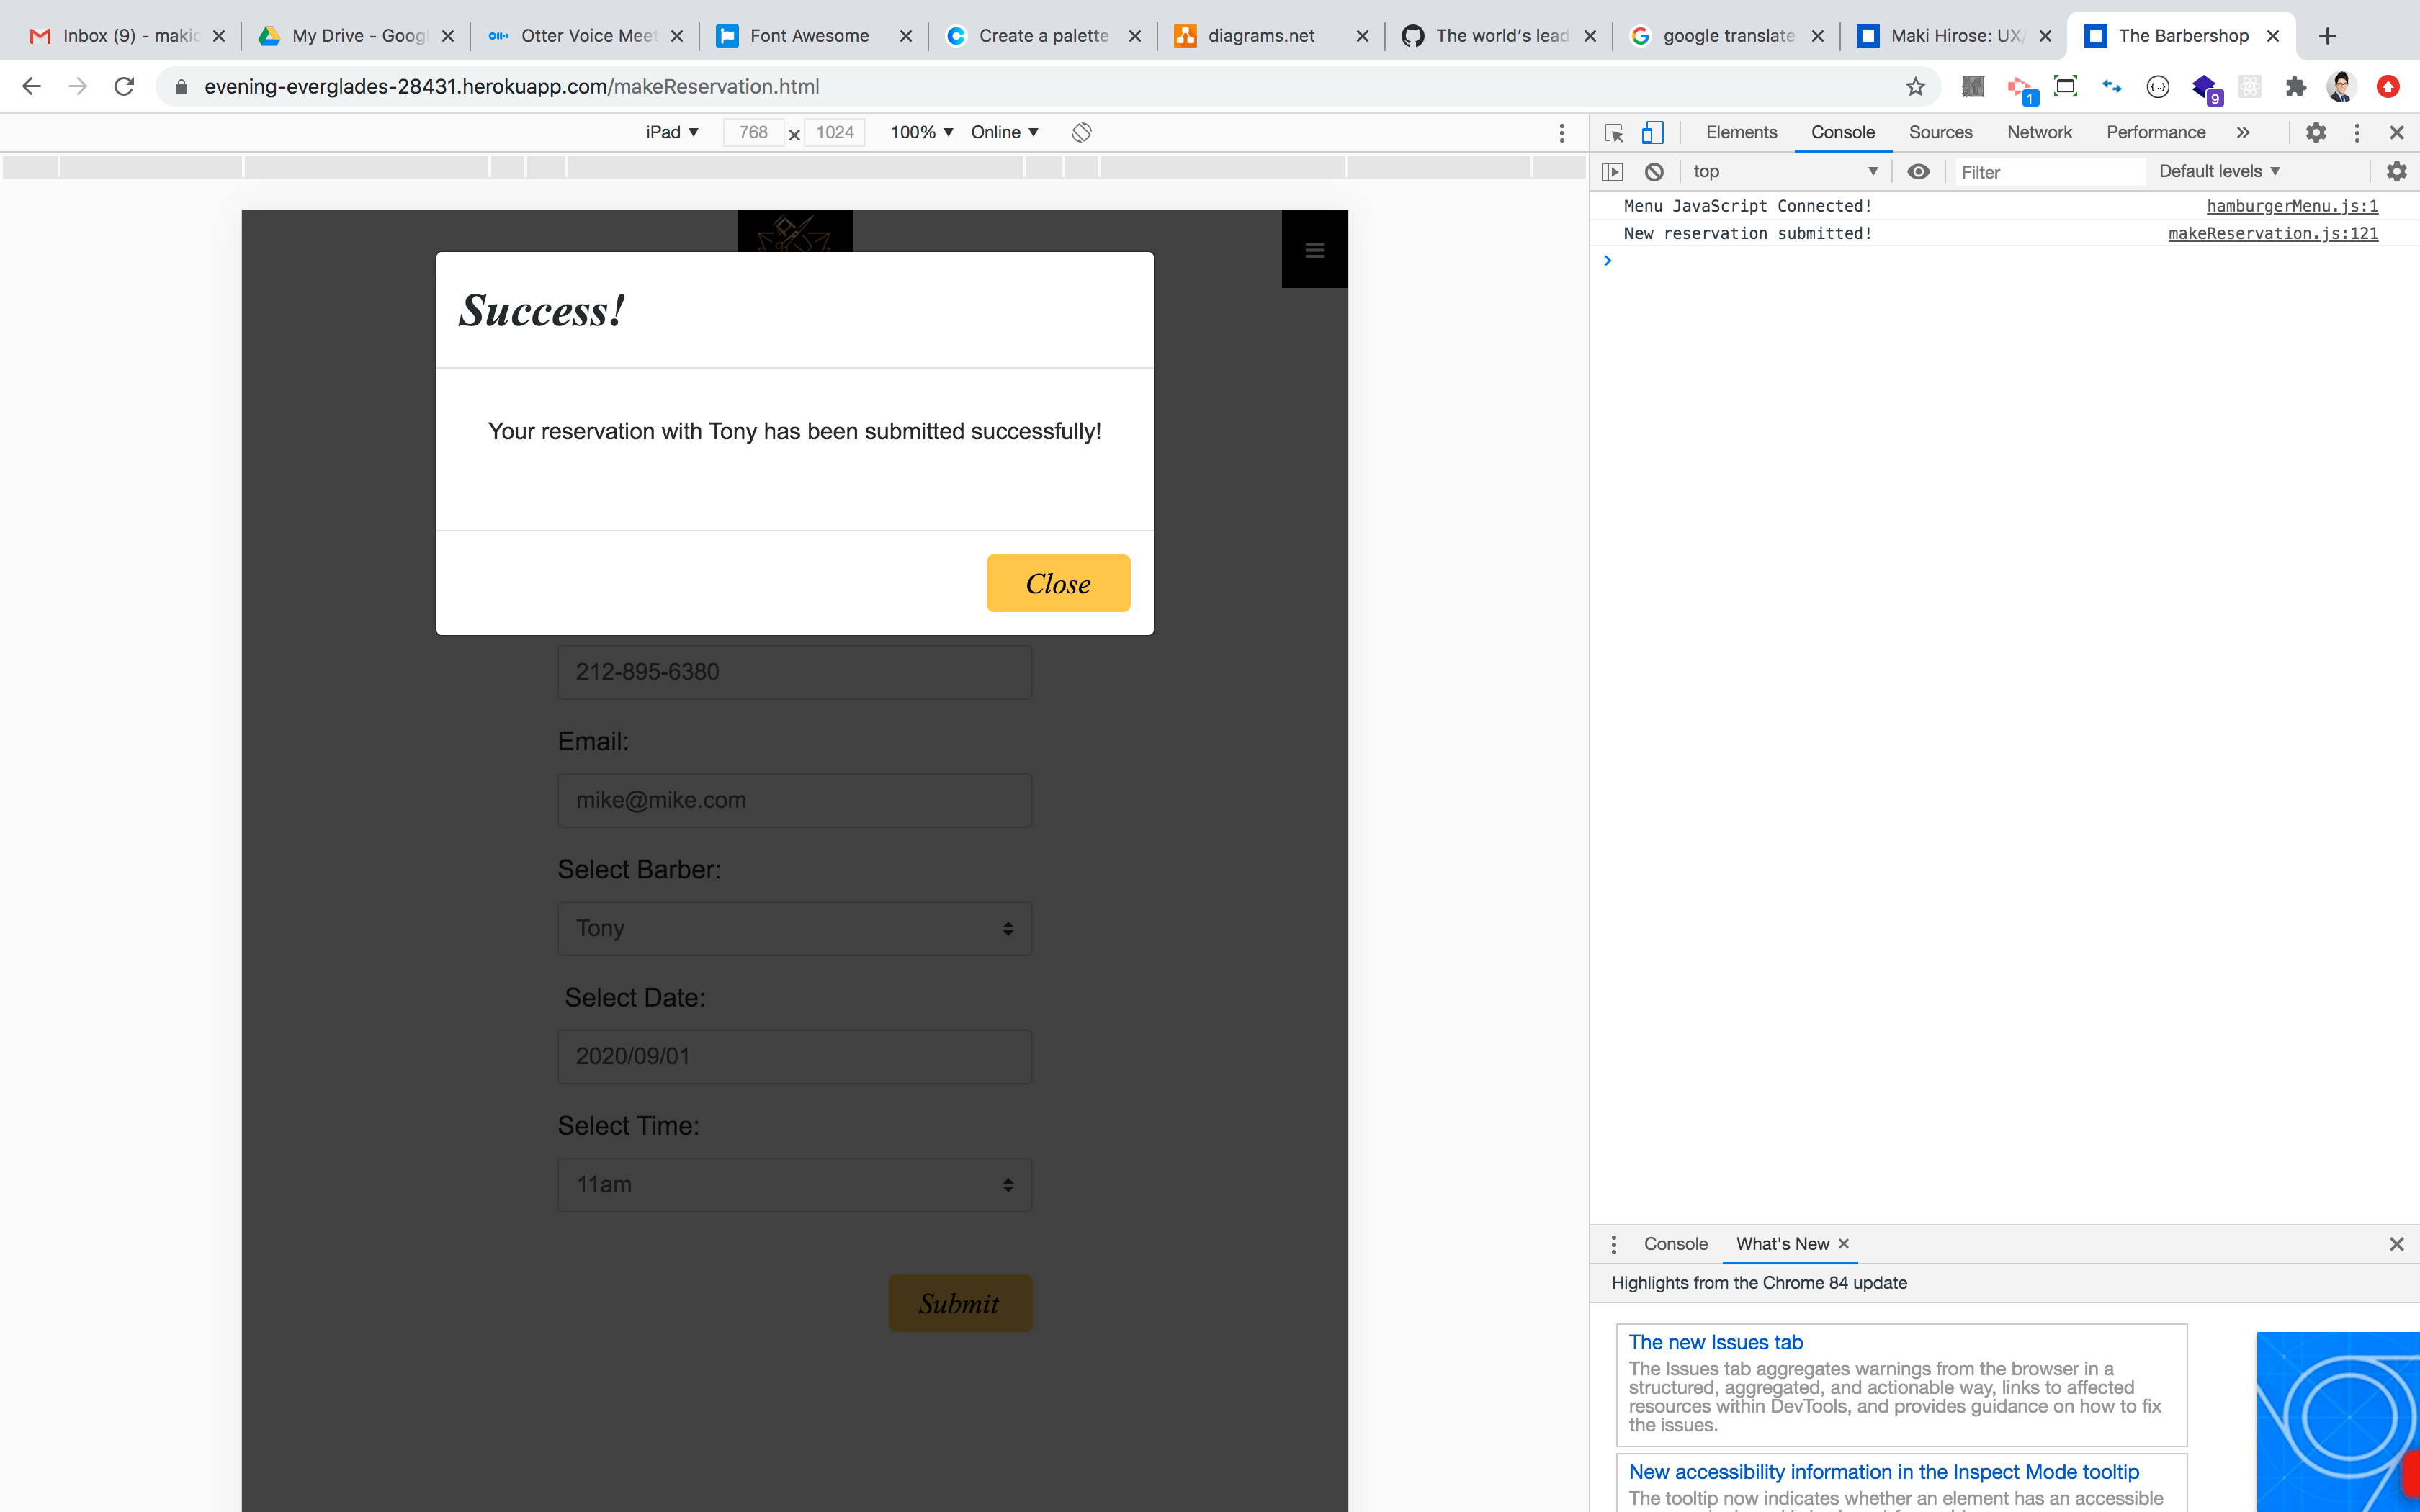 Inbox (9) - makic
My Drive - Googl
Otter Voice Meet
Font Awesome
Create a palette
diagrams.net
The world's lead
google translate
Maki Hirose: UX/
The Barbershop
evening-everglades-28431.herokuapp.com/makeReservation.html
1
9
iPad 768 × 1024 100% Online
Elements Console Sources Network Performance
top Filter Default levels
Menu JavaScript Connected! hamburgerMenu.js:1
New reservation submitted! makeReservation.js:121
Success!
Your reservation with Tony has been submitted successfully!
Close
212-895-6380
Email:
mike@mike.com
Select Barber:
Tony
Select Date:
2020/09/01
Select Time:
11am
Submit
Console What's New
Highlights from the Chrome 84 update
The new Issues tab
The Issues tab aggregates warnings from the browser in a
structured, aggregated, and actionable way, links to affected
resources within DevTools, and provides guidance on how to fix
the issues.
New accessibility information in the Inspect Mode tooltip
The tooltip now indicates whether an element has an accessible